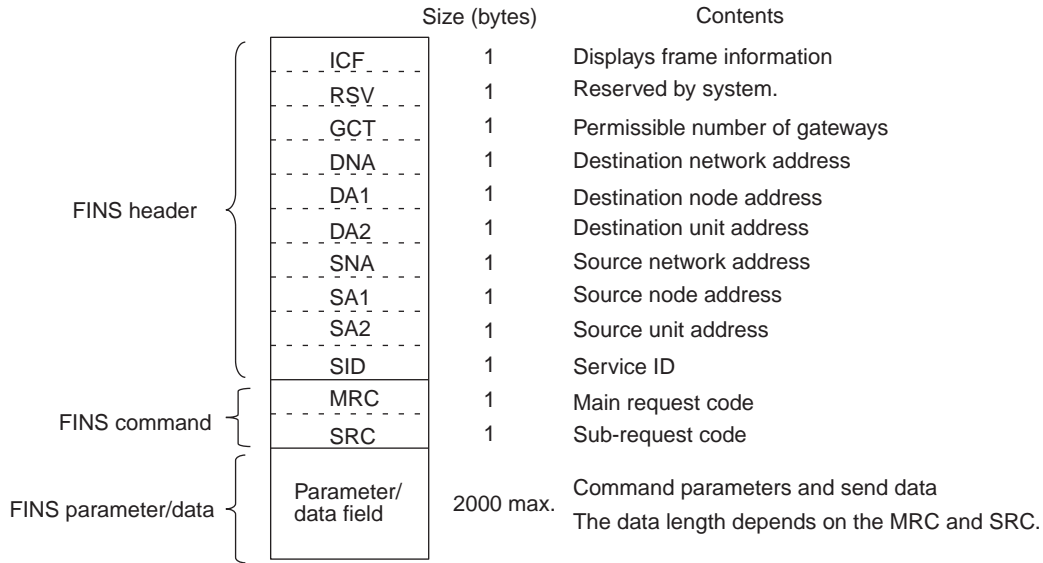 Size (bytes) Contents
ICF 1 Displays frame information
RSV 1 Reserved by system.
GCT 1 Permissible number of gateways
DNA 1 Destination network address
DA1 1 Destination node address
FINS header
DA2 1 Destination unit address
SNA 1 Source network address
SA1 1 Source node address
SA2 1 Source unit address
SID 1 Service ID
MRC 1 Main request code
FINS command
SRC 1 Sub-request code
FINS parameter/data
Parameter/
data field
2000 max.
Command parameters and send data
The data length depends on the MRC and SRC.